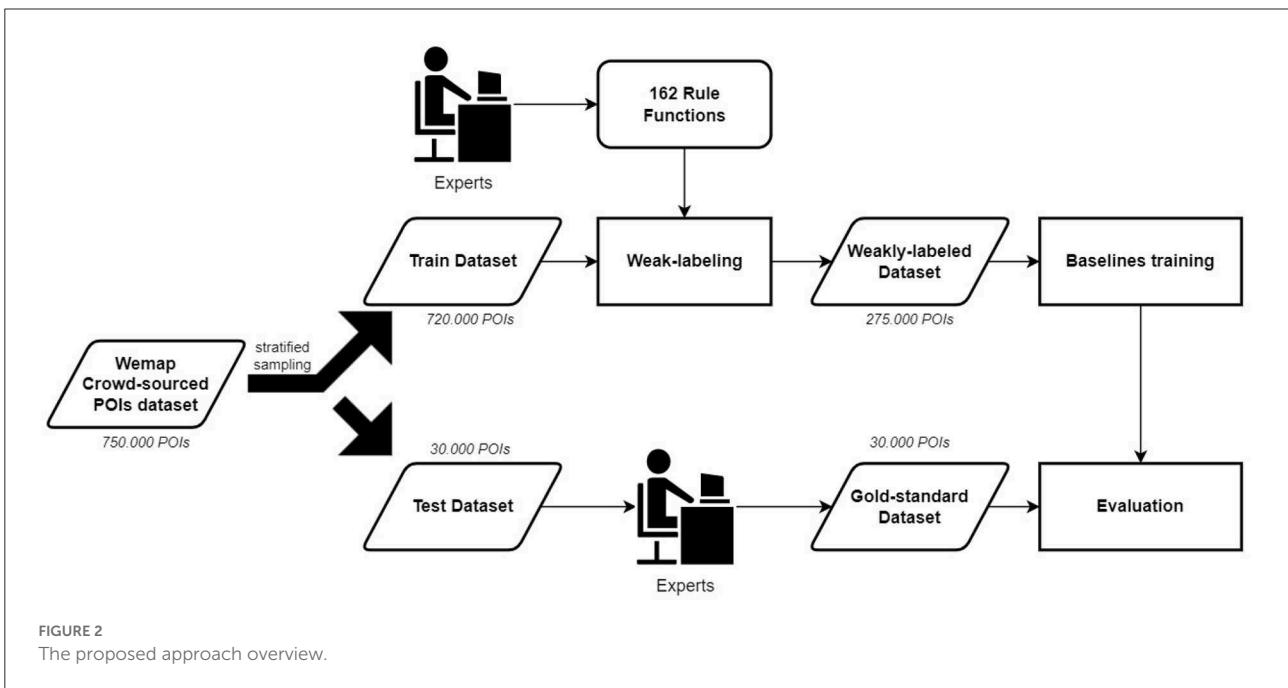 162 Rule
Functions
Experts
Train Dataset
720.000 POIs
Weak-labeling
Weakly-labeled
Dataset
275.000 POIs
Baselines training
stratified
sampling
Wemap
Crowd-sourced
POIs dataset
750.000 POIs
30.000 POIs
Test Dataset
Experts
30.000 POIs
Gold-standard
Dataset
Evaluation
FIGURE 2
The proposed approach overview.